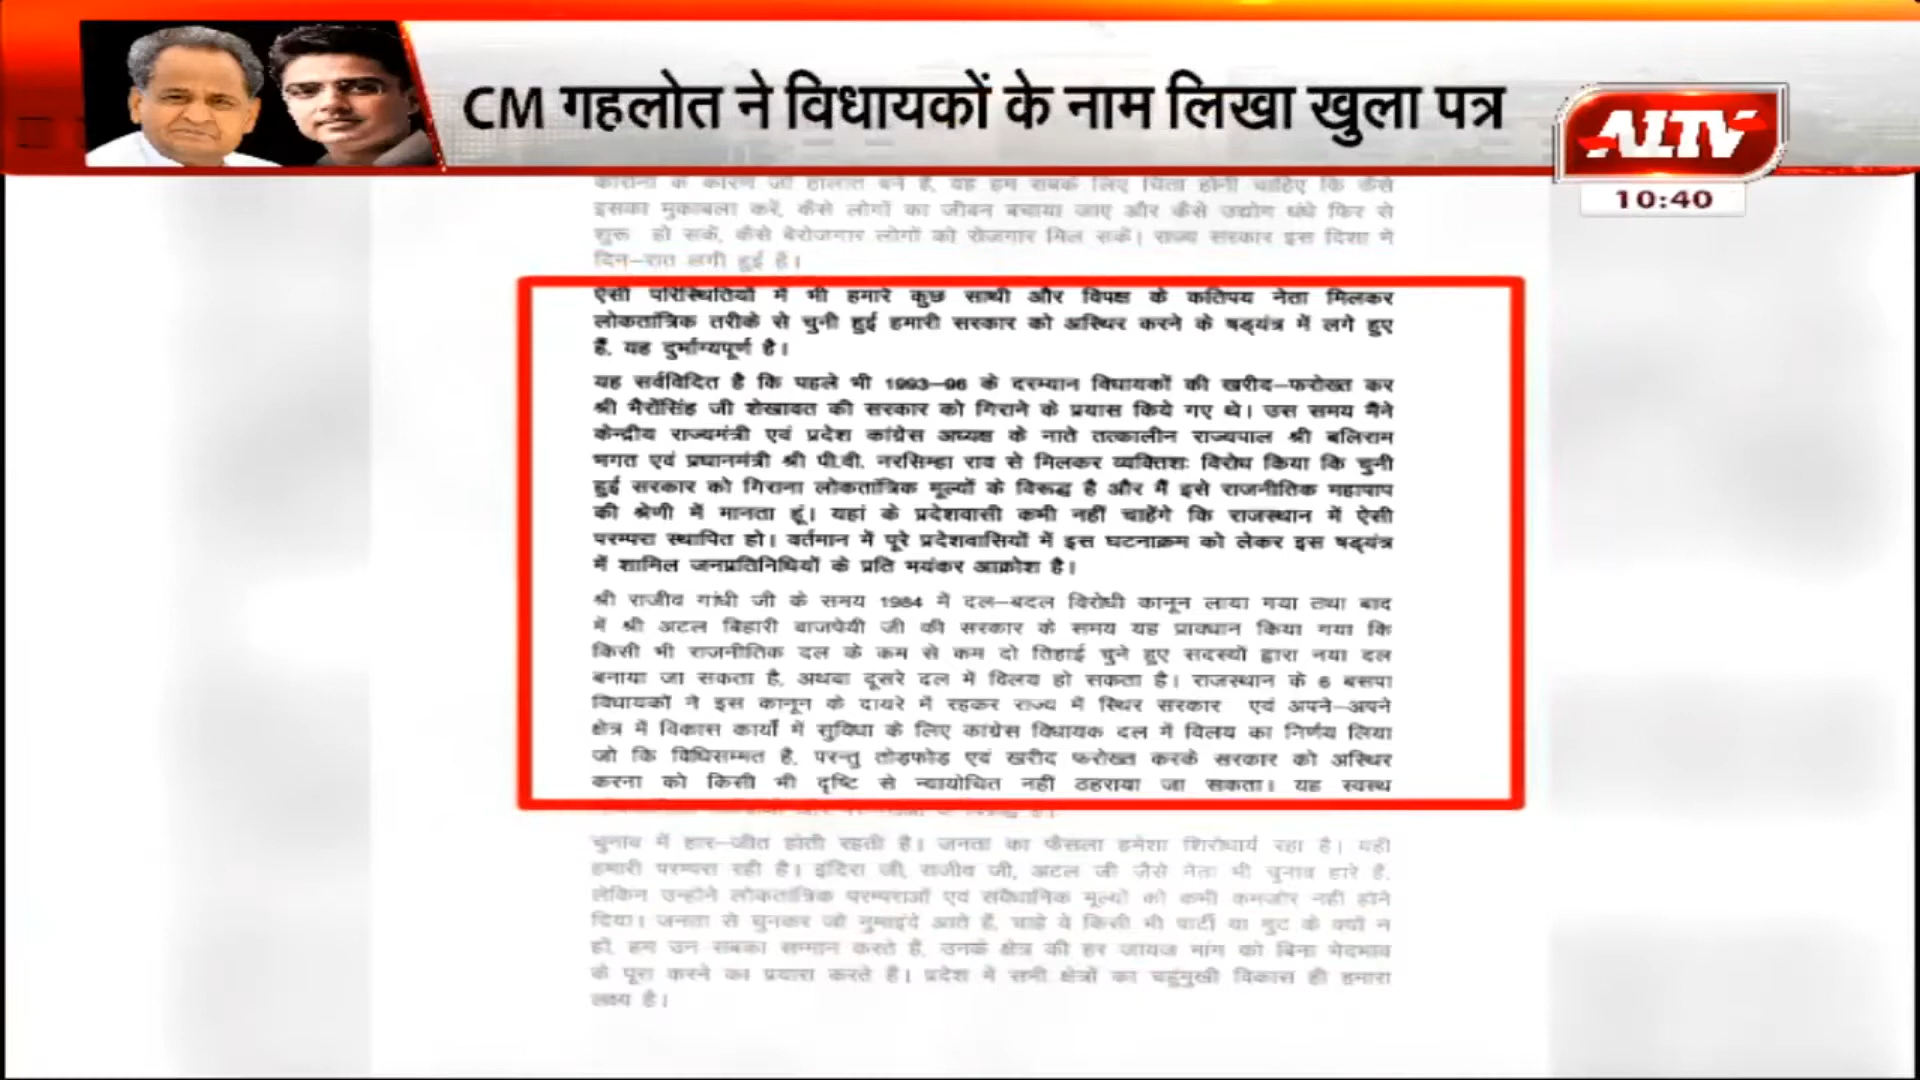 CM गहलोत ने विधायकों के नाम लिखा खुला पत्र
A1TV
10:40
कोरोना के कारण जो हालात बने हैं, यह हम सबके लिए चिंता होनी चाहिए कि कैसे
इसका मुकाबला करें, कैसे लोगों का जीवन बचाया जाए और कैसे उद्योग धंधे फिर से
शुरू हो सकें, कैसे बेरोजगार लोगों को रोजगार मिल सकें। राज्य सरकार इस दिशा में
दिन–रात लगी हुई है।
ऐसी परिस्थितियों में भी हमारे कुछ साथी और विपक्ष के कतिपय नेता मिलकर
लोकतांत्रिक तरीके से चुनी हुई हमारी सरकार को अस्थिर करने के षड्यंत्र में लगे हुए
हैं, यह दुर्भाग्यपूर्ण है।
यह सर्वविदित है कि पहले भी 1993–96 के दरम्यान विधायकों की खरीद–फरोख्त कर
श्री भैरोंसिंह जी शेखावत की सरकार को गिराने के प्रयास किये गए थे। उस समय मैंने
केन्द्रीय राज्यमंत्री एवं प्रदेश कांग्रेस अध्यक्ष के नाते तत्कालीन राज्यपाल श्री बलिराम
भगत एवं प्रधानमंत्री श्री पी.वी. नरसिम्हा राव से मिलकर व्यक्तिशः विरोध किया कि चुनी
हुई सरकार को गिराना लोकतांत्रिक मूल्यों के विरूद्ध है और मैं इसे राजनीतिक महापाप
की श्रेणी में मानता हूं। यहां के प्रदेशवासी कभी नहीं चाहेंगे कि राजस्थान में ऐसी
परम्परा स्थापित हो। वर्तमान में पूरे प्रदेशवासियों में इस घटनाक्रम को लेकर इस षड्यंत्र
में शामिल जनप्रतिनिधियों के प्रति भयंकर आक्रोश है।
श्री राजीव गांधी जी के समय 1984 में दल–बदल विरोधी कानून लाया गया तथा बाद
में श्री अटल बिहारी वाजपेयी जी की सरकार के समय यह प्रावधान किया गया कि
किसी भी राजनीतिक दल के कम से कम दो तिहाई चुने हुए सदस्यों द्वारा नया दल
बनाया जा सकता है, अथवा दूसरे दल में विलय हो सकता है। राजस्थान के 6 बसपा
विधायकों ने इस कानून के दायरे में रहकर राज्य में स्थिर सरकार एवं अपने–अपने
क्षेत्र में विकास कार्यों में सुविधा के लिए कांग्रेस विधायक दल में विलय का निर्णय लिया
जो कि विधिसम्मत है, परन्तु तोड़फोड़ एवं खरीद फरोख्त करके सरकार को अस्थिर
करना को किसी भी दृष्टि से न्यायोचित नहीं ठहराया जा सकता। यह स्वस्थ
चुनाव में हार–जीत होती रहती है। जनता का फैसला हमेशा शिरोधार्य रहा है। यही
हमारी परम्परा रही है। इंदिरा जी, राजीव जी, अटल जी जैसे नेता भी चुनाव हारे है,
लेकिन उन्होंने लोकतांत्रिक परम्पराओं एवं संवैधानिक मूल्यों को कभी कमजोर नहीं होने
दिया। जनता से चुनकर जो नुमाइंदे आते हैं, चाहे वे किसी भी पार्टी या गुट के क्यों न
हों, हम उन सबका सम्मान करते हैं, उनके क्षेत्र की हर जायज मांग को बिना भेदभाव
के पूरा करने का प्रयास करते हैं। प्रदेश में सभी क्षेत्रों का चहुंमुखी विकास ही हमारा
लक्ष्य है।